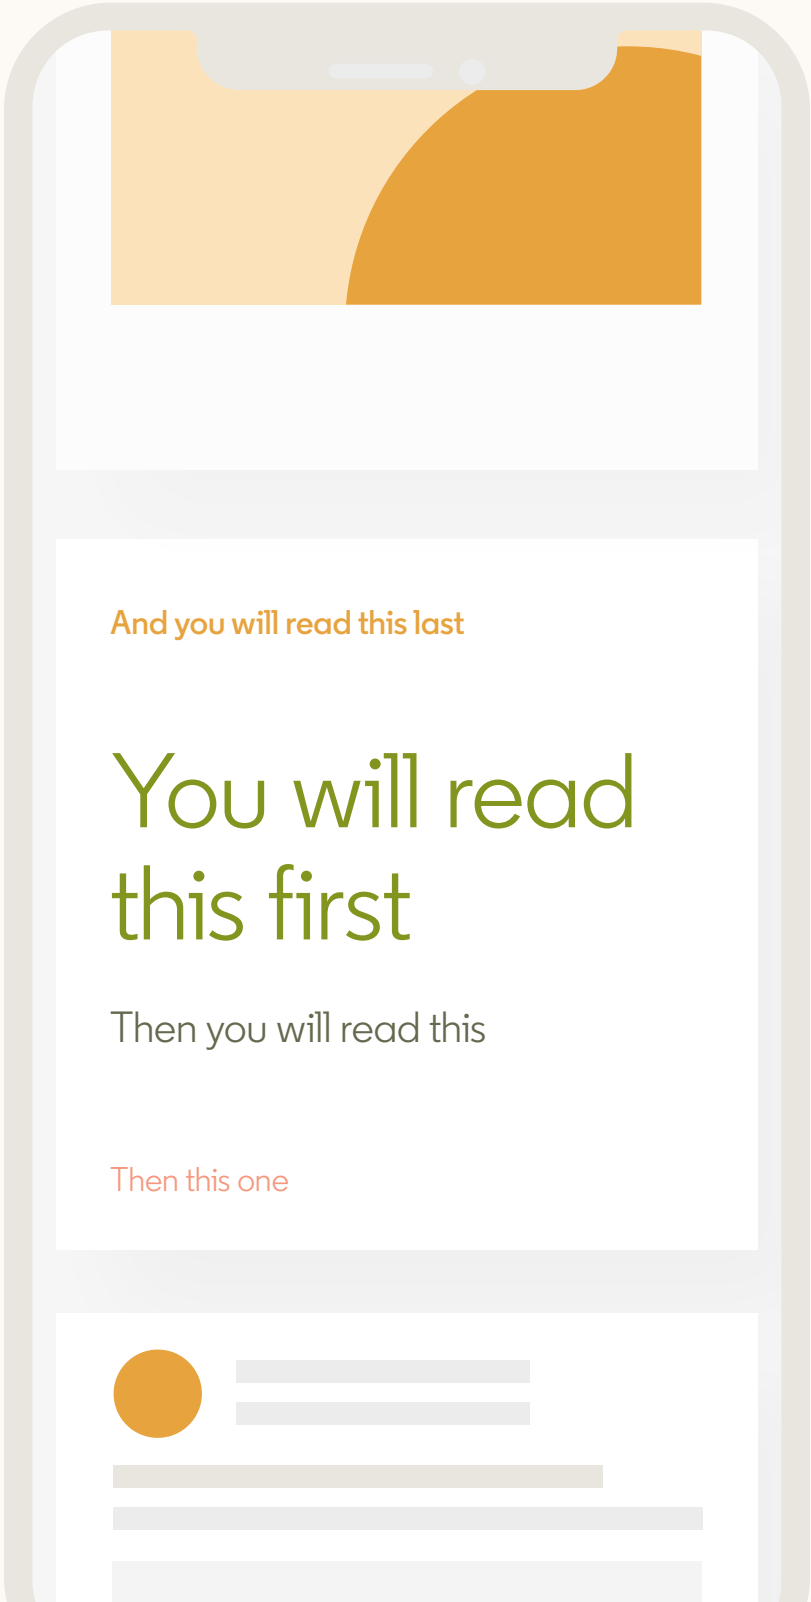 And you will read this last
You will read
this first
Then you will read this
Then this one